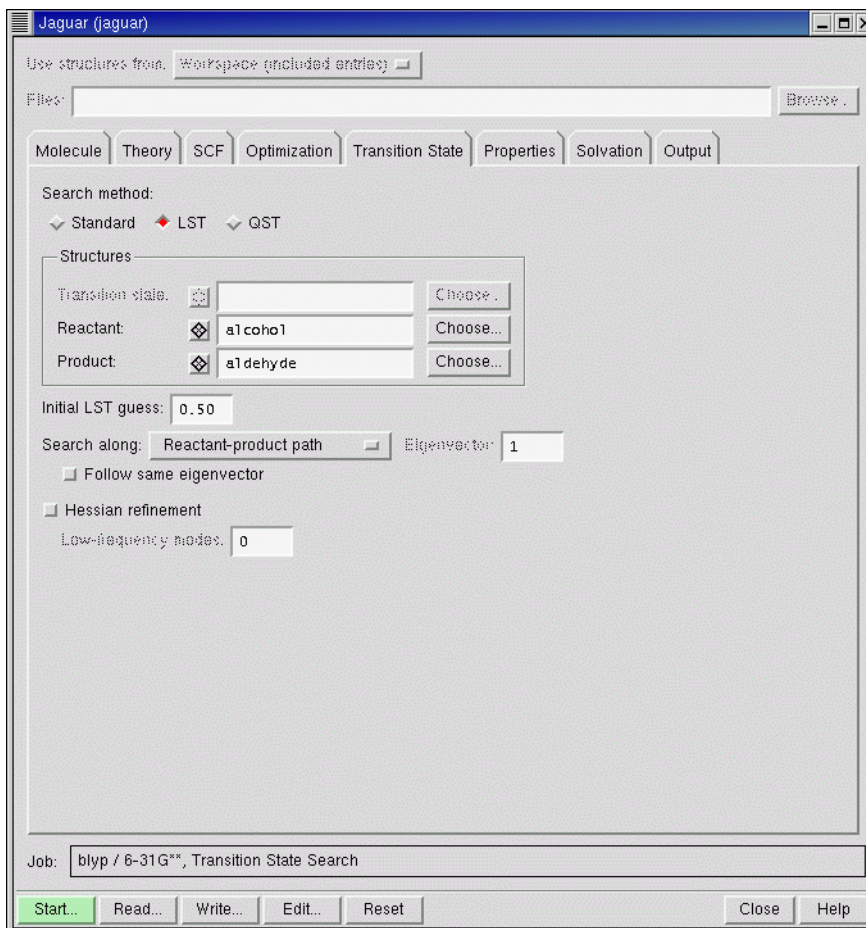 Jaguar (jaguar)
Use structures from: Workspace (included entries)
Files: Browse...
Molecule Theory SCF Optimization Transition State Properties Solvation Output
Search method:
Standard LST QST
Structures
Transition state: Choose...
Reactant: alcohol Choose...
Product: aldehyde Choose...
Initial LST guess: 0.50
Search along: Reactant-product path Eigenvector: 1
Follow same eigenvector
Hessian refinement
Low-frequency modes: 0
Job: blyp / 6-31G**, Transition State Search
Start... Read... Write... Edit... Reset Close Help